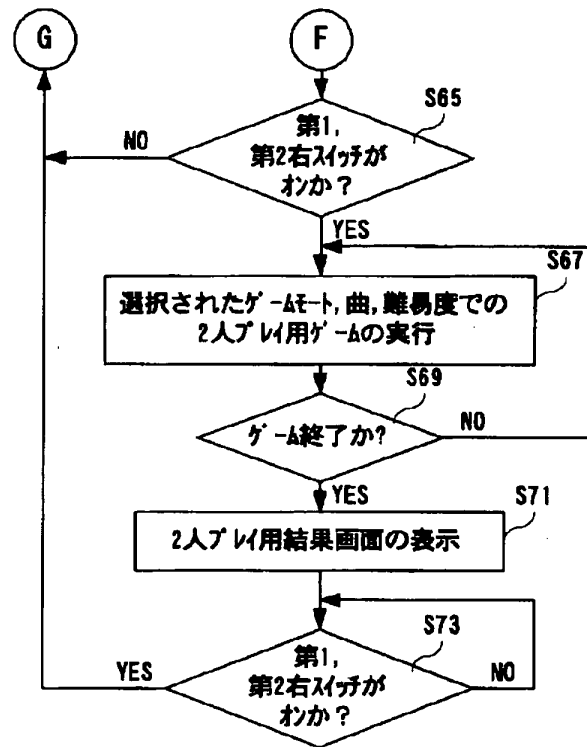 G
F
S65
第1,
第2右スイッチが
オンか?
NO
YES
S67
選択されたゲームモート,曲,難易度での
2人プレイ用ゲームの実行
S69
ゲーム終了か?
NO
YES
S71
2人プレイ用結果画面の表示
S73
第1,
第2右スイッチが
オンか?
YES
NO